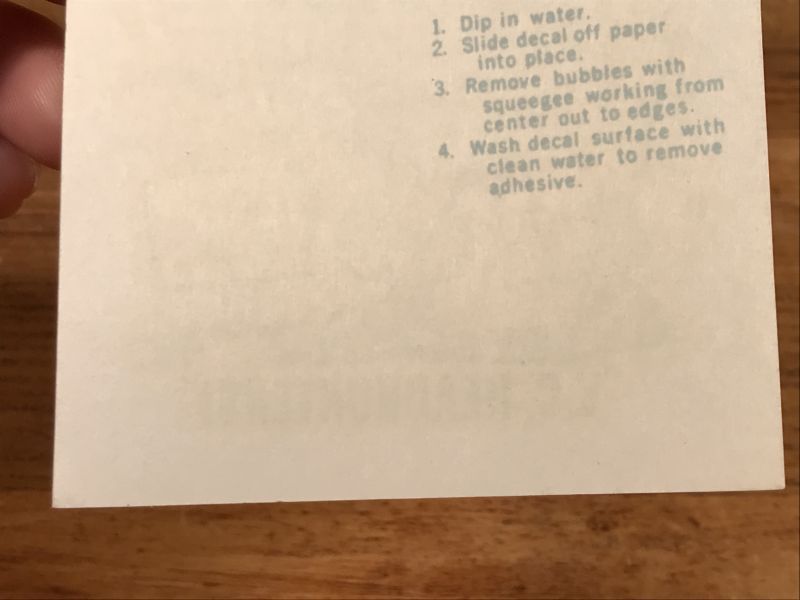 1. Dip in water.
2. Slide decal off paper
into place.
3. Remove bubbles with
squeegee working from
center out to edges.
4. Wash decal surface with
clean water to remove
adhesive.